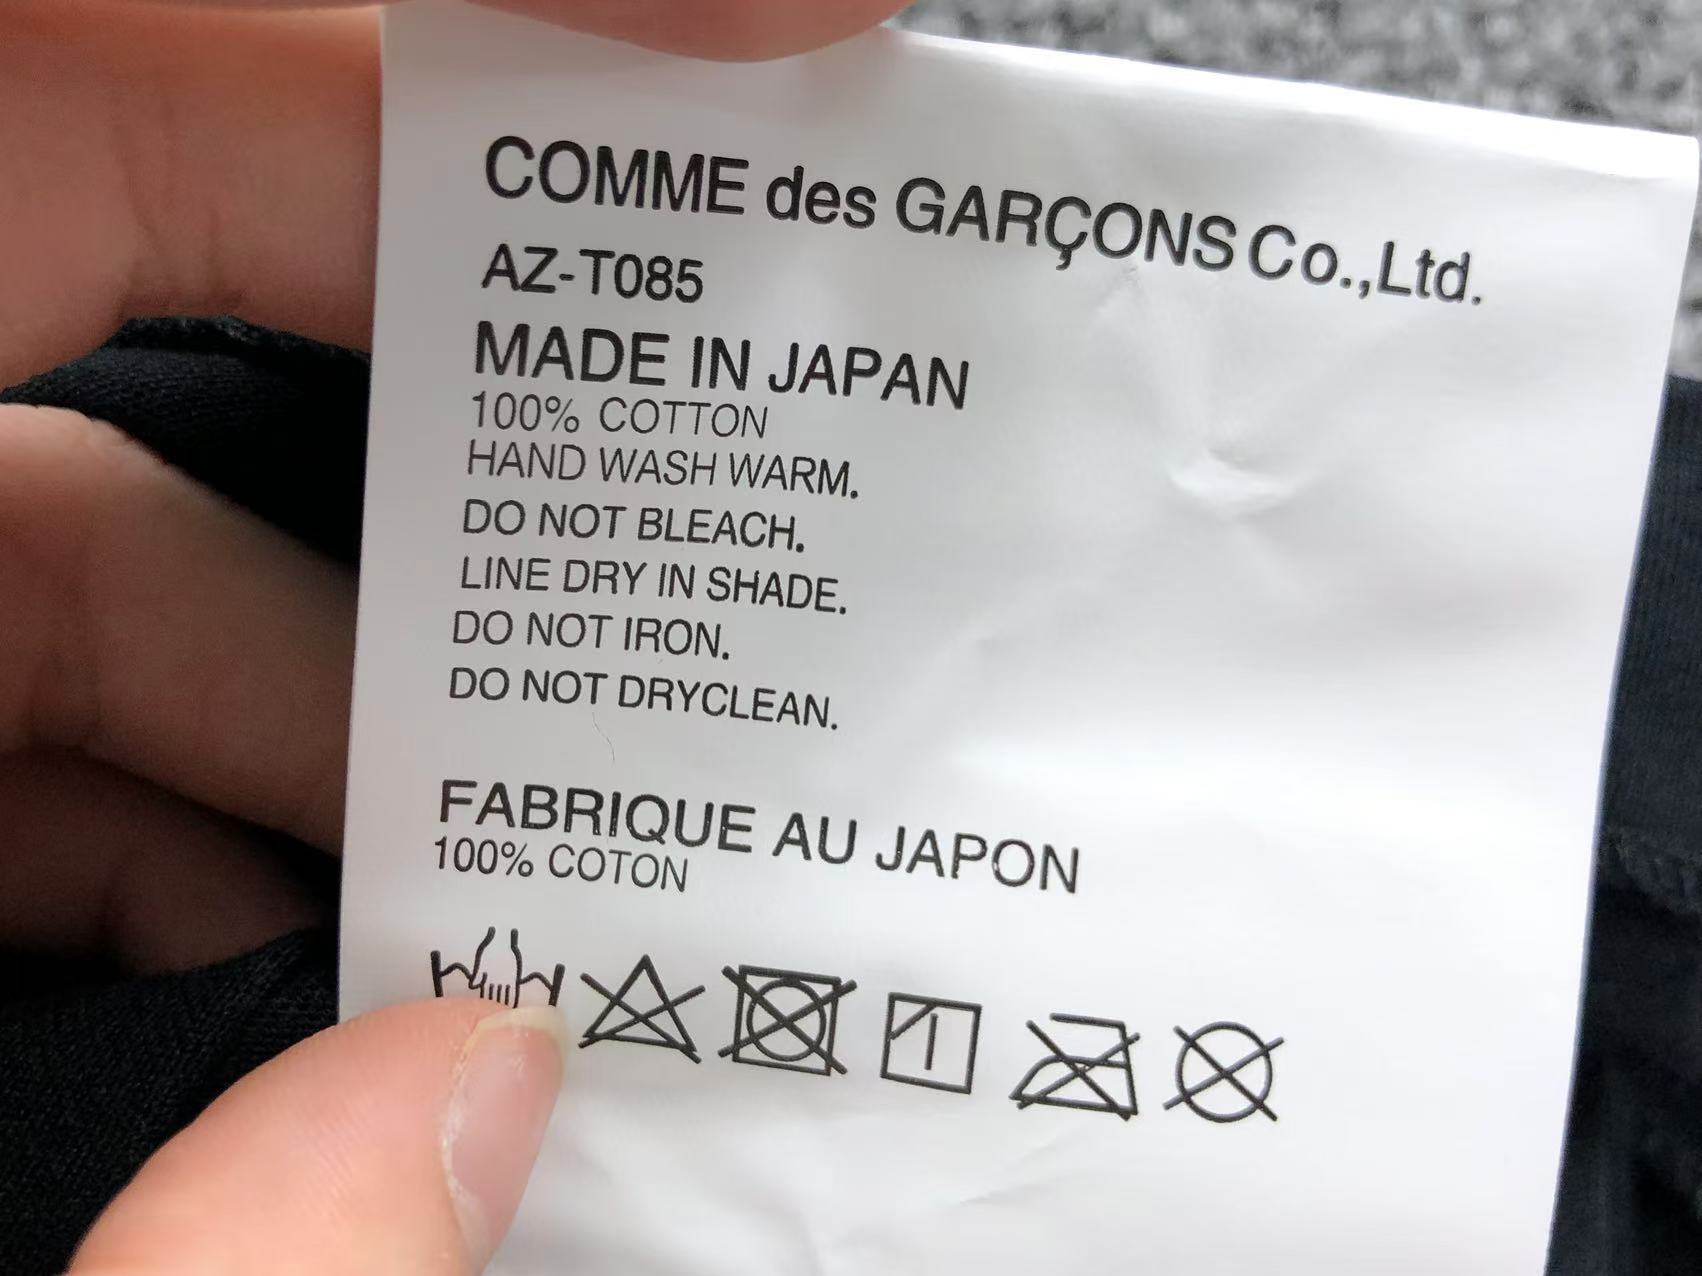 COMME des GARÇONS Co.,Ltd.
AZ-T085
MADE IN JAPAN
100% COTTON
HAND WASH WARM.
DO NOT BLEACH.
LINE DRY IN SHADE.
DO NOT IRON.
DO NOT DRYCLEAN.
FABRIQUE AU JAPON
100% COTON